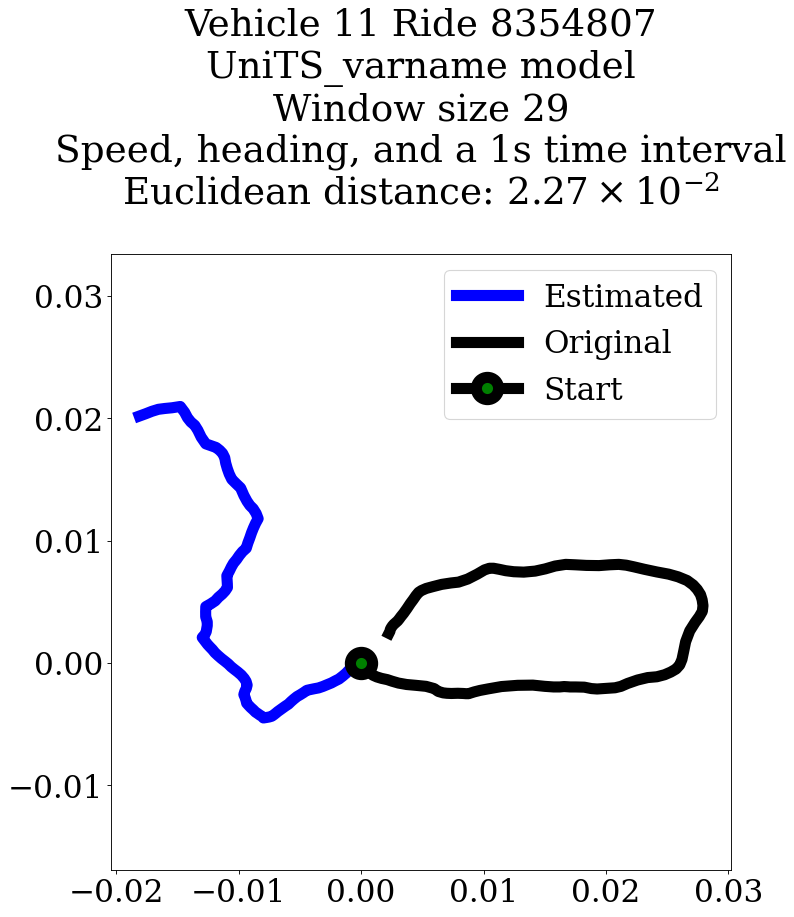 Vehicle 11 Ride 8354807
UniTS_varname model
Window size 29
Speed, heading, and a 1s time interval
Euclidean distance: 2.27 × 10⁻²
Estimated
Original
Start
0.03
0.02
0.01
0.00
−0.01
−0.02 −0.01 0.00 0.01 0.02 0.03